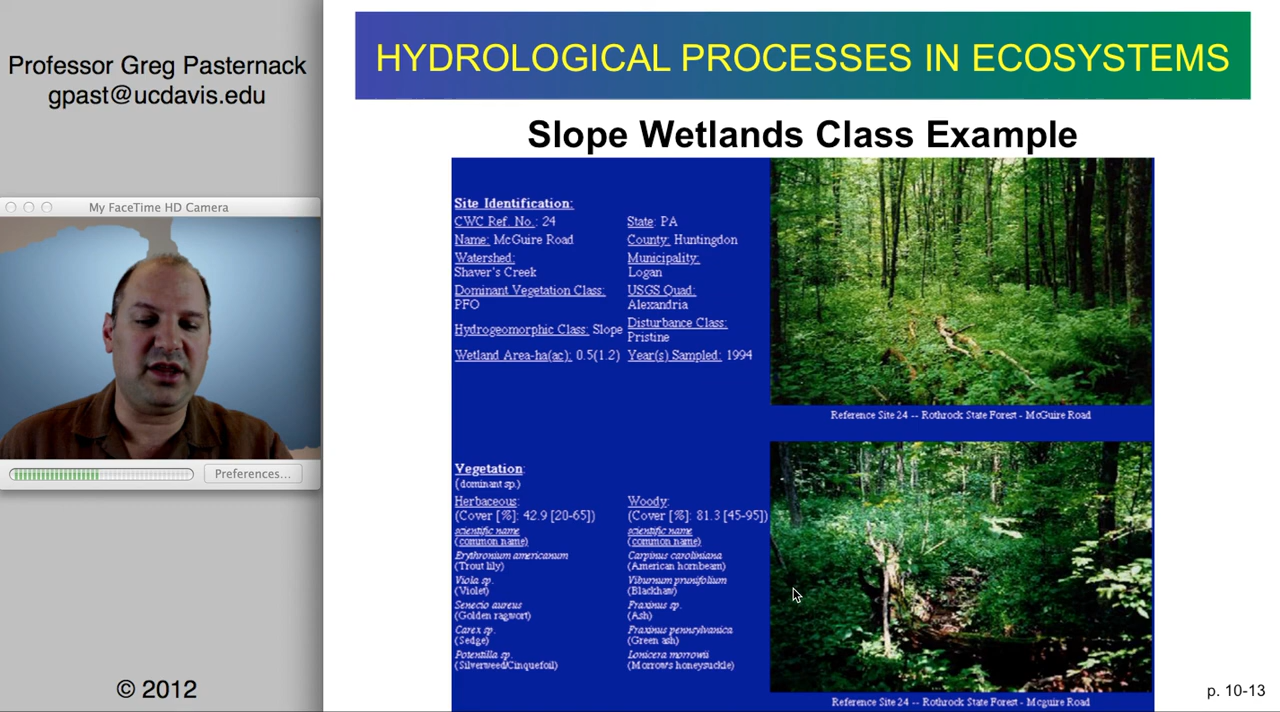 Professor Greg Pasternack
gpast@ucdavis.edu
HYDROLOGICAL PROCESSES IN ECOSYSTEMS
Slope Wetlands Class Example
My FaceTime HD Camera
Preferences...
© 2012
Site Identification:
CWC Ref. No.: 24
State: PA
Name: McGuire Road
County: Huntingdon
Watershed:
Shaver's Creek
Municipality:
Logan
Dominant Vegetation Class:
PFO
USGS Quad:
Alexandria
Hydrogeomorphic Class: Slope
Disturbance Class:
Pristine
Wetland Area-ha(ac): 0.5(1.2)
Year(s) Sampled: 1994
Reference Site 24 -- Rothrock State Forest - McGuire Road
Vegetation:
(dominant sp.)
Herbaceous:
(Cover [%]: 42.9 [20-65])
scientific name
(common name)
Erythronium americanum
(Trout lily)
Viola sp.
(Violet)
Senecio aureus
(Golden ragwort)
Carex sp.
(Sedge)
Potentilla sp.
(Silverweed/Cinquefoil)
Woody:
(Cover [%]: 81.3 [45-95])
scientific name
(common name)
Carpinus caroliniana
(American hornbeam)
Viburnum prunifolium
(Blackhaw)
Fraxinus sp.
(Ash)
Fraxinus pennsylvanica
(Green ash)
Lonicera morrowii
(Morrow's honeysuckle)
Reference Site 24 -- Rothrock State Forest - Mcguire Road
p. 10-13